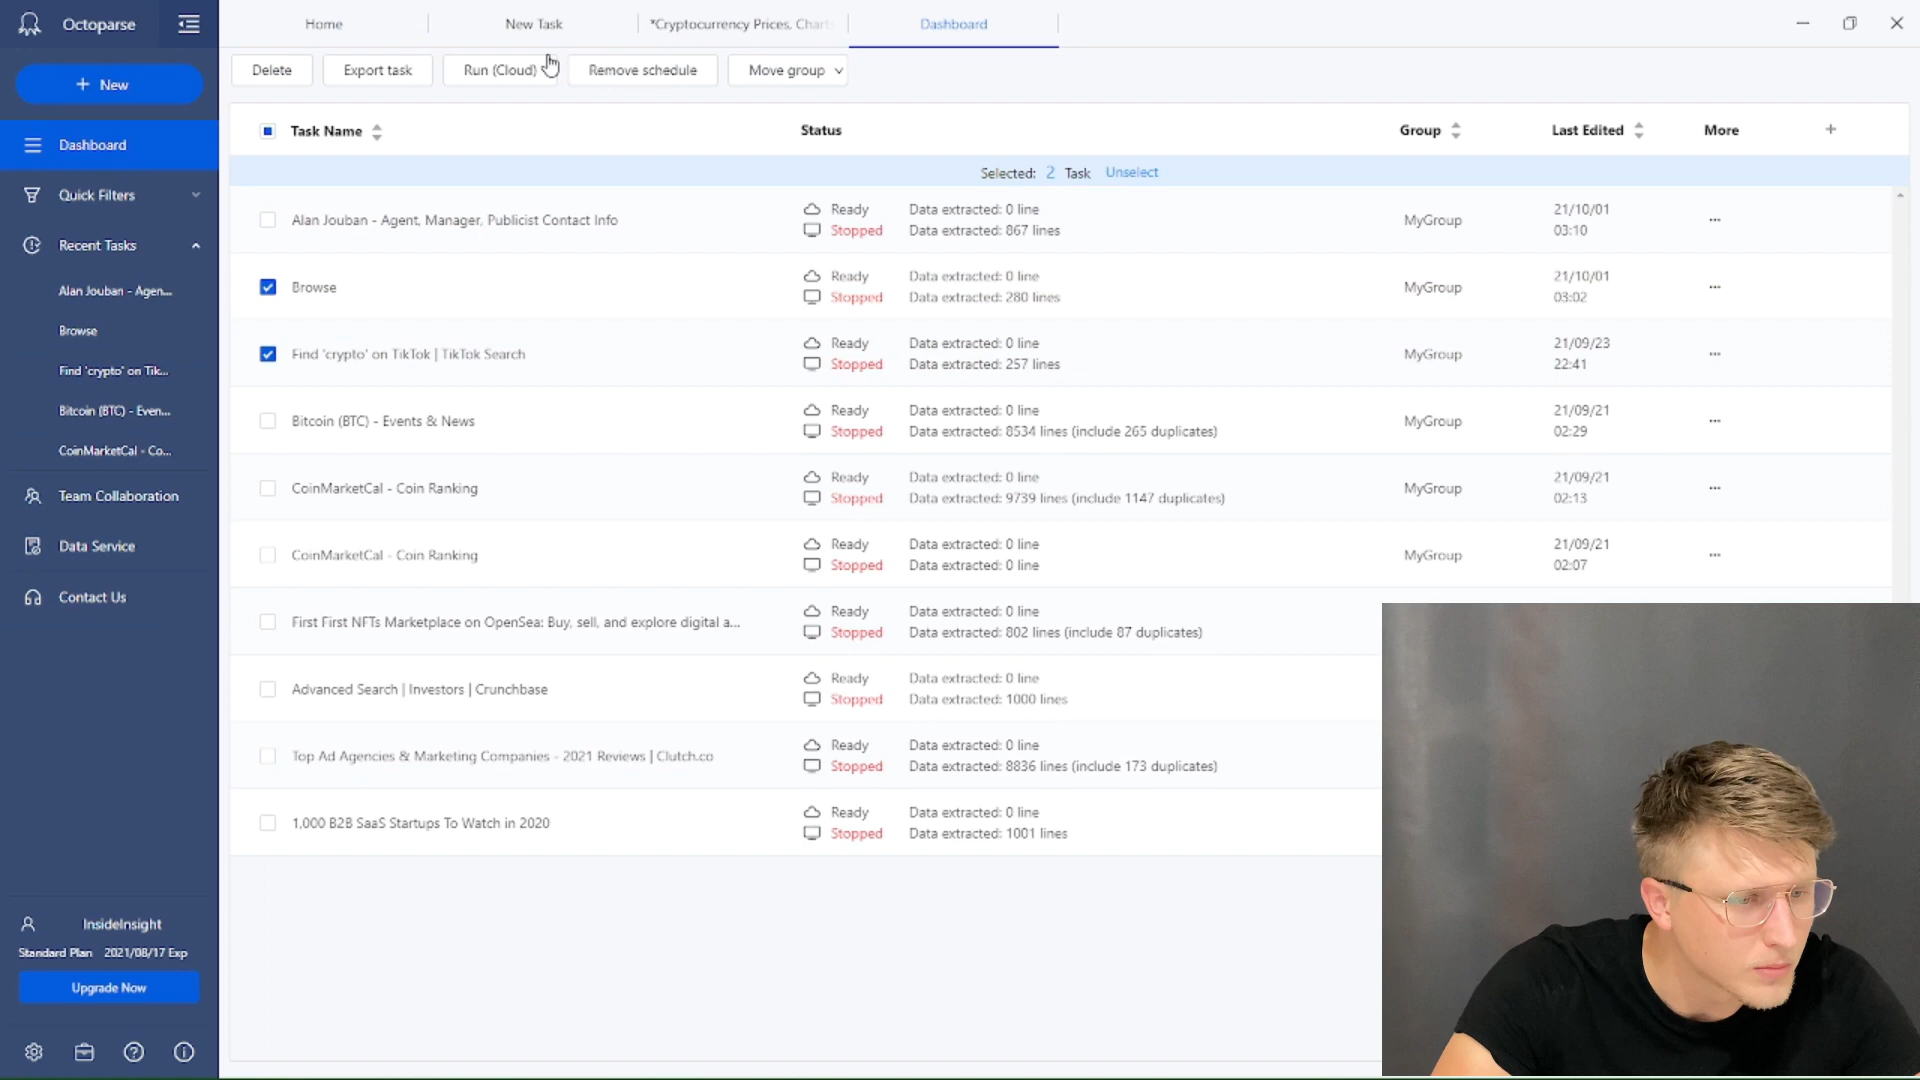 Octoparse
Home
New Task
*Cryptocurrency Prices, Chart
Dashboard
New
Delete
Export task
Run (Cloud)
Remove schedule
Move group
Dashboard
Quick Filters
Recent Tasks
Alan Jouban - Agen...
Browse
Find 'crypto' on Tik...
Bitcoin (BTC) - Even...
CoinMarketCal - Co...
Team Collaboration
Data Service
Contact Us
InsideInsight
Standard Plan 2021/08/17 Exp
Upgrade Now
Task Name
Status
Group
Last Edited
More
Selected: 2 Task Unselect
Alan Jouban - Agent, Manager, Publicist Contact Info
Ready Data extracted: 0 line
Stopped Data extracted: 867 lines
MyGroup
21/10/01
03:10
Browse
Ready Data extracted: 0 line
Stopped Data extracted: 280 lines
MyGroup
21/10/01
03:02
Find 'crypto' on TikTok | TikTok Search
Ready Data extracted: 0 line
Stopped Data extracted: 257 lines
MyGroup
21/09/23
22:41
Bitcoin (BTC) - Events & News
Ready Data extracted: 0 line
Stopped Data extracted: 8534 lines (include 265 duplicates)
MyGroup
21/09/21
02:29
CoinMarketCal - Coin Ranking
Ready Data extracted: 0 line
Stopped Data extracted: 9739 lines (include 1147 duplicates)
MyGroup
21/09/21
02:13
CoinMarketCal - Coin Ranking
Ready Data extracted: 0 line
Stopped Data extracted: 0 line
MyGroup
21/09/21
02:07
First First NFTs Marketplace on OpenSea: Buy, sell, and explore digital a...
Ready Data extracted: 0 line
Stopped Data extracted: 802 lines (include 87 duplicates)
Advanced Search | Investors | Crunchbase
Ready Data extracted: 0 line
Stopped Data extracted: 1000 lines
Top Ad Agencies & Marketing Companies - 2021 Reviews | Clutch.co
Ready Data extracted: 0 line
Stopped Data extracted: 8836 lines (include 173 duplicates)
1,000 B2B SaaS Startups To Watch in 2020
Ready Data extracted: 0 line
Stopped Data extracted: 1001 lines